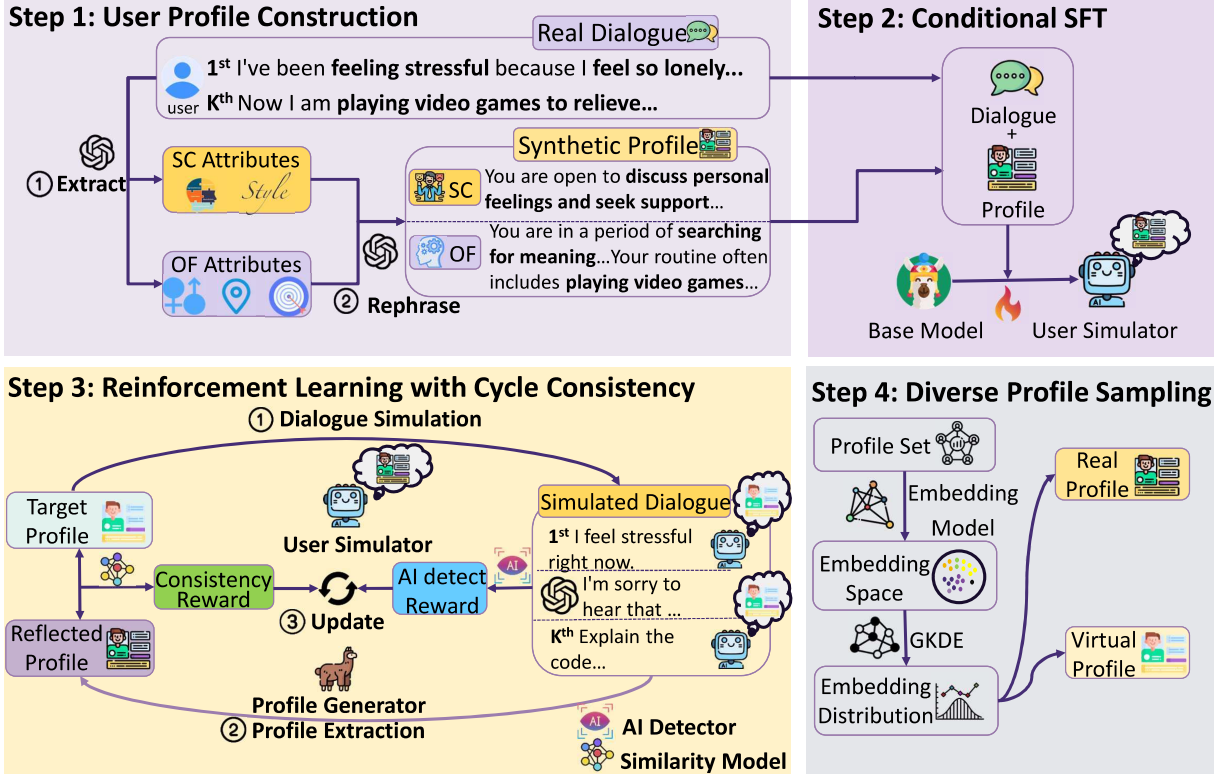 Step 1: User Profile Construction
Real Dialogue
1st I've been feeling stressful because I feel so lonely...
Kth Now I am playing video games to relieve...
user
① Extract
SC Attributes
Style
OF Attributes
② Rephrase
Synthetic Profile
SC
You are open to discuss personal
feelings and seek support...
OF
You are in a period of searching
for meaning...Your routine often
includes playing video games...
Step 2: Conditional SFT
Dialogue
+
Profile
AI
Base Model
User Simulator
Step 3: Reinforcement Learning with Cycle Consistency
① Dialogue Simulation
Target
Profile
AI
User Simulator
Consistency
Reward
③ Update
AI detect
Reward
AI
Reflected
Profile
Profile Generator
② Profile Extraction
Simulated Dialogue
1st I feel stressful
right now.
AI
I'm sorry to
hear that ...
Kth Explain the
code...
AI
AI
AI Detector
Similarity Model
Step 4: Diverse Profile Sampling
Profile Set
Embedding
Model
Embedding
Space
GKDE
Embedding
Distribution
Real
Profile
Virtual
Profile